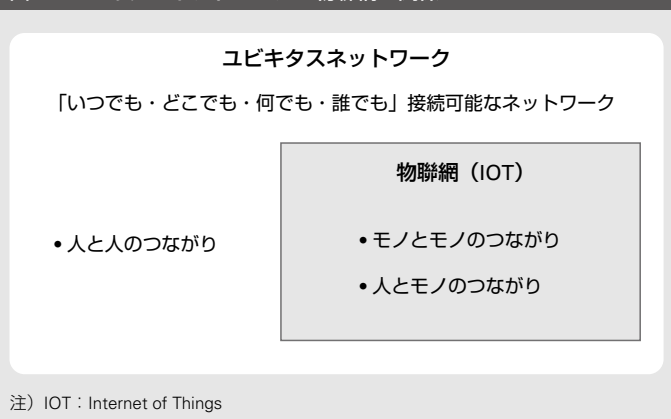 ユビキタスネットワーク
「いつでも・どこでも・何でも・誰でも」接続可能なネットワーク
物聯網（IOT）
• 人と人のつながり
• モノとモノのつながり
• 人とモノのつながり
注）IOT：Internet of Things